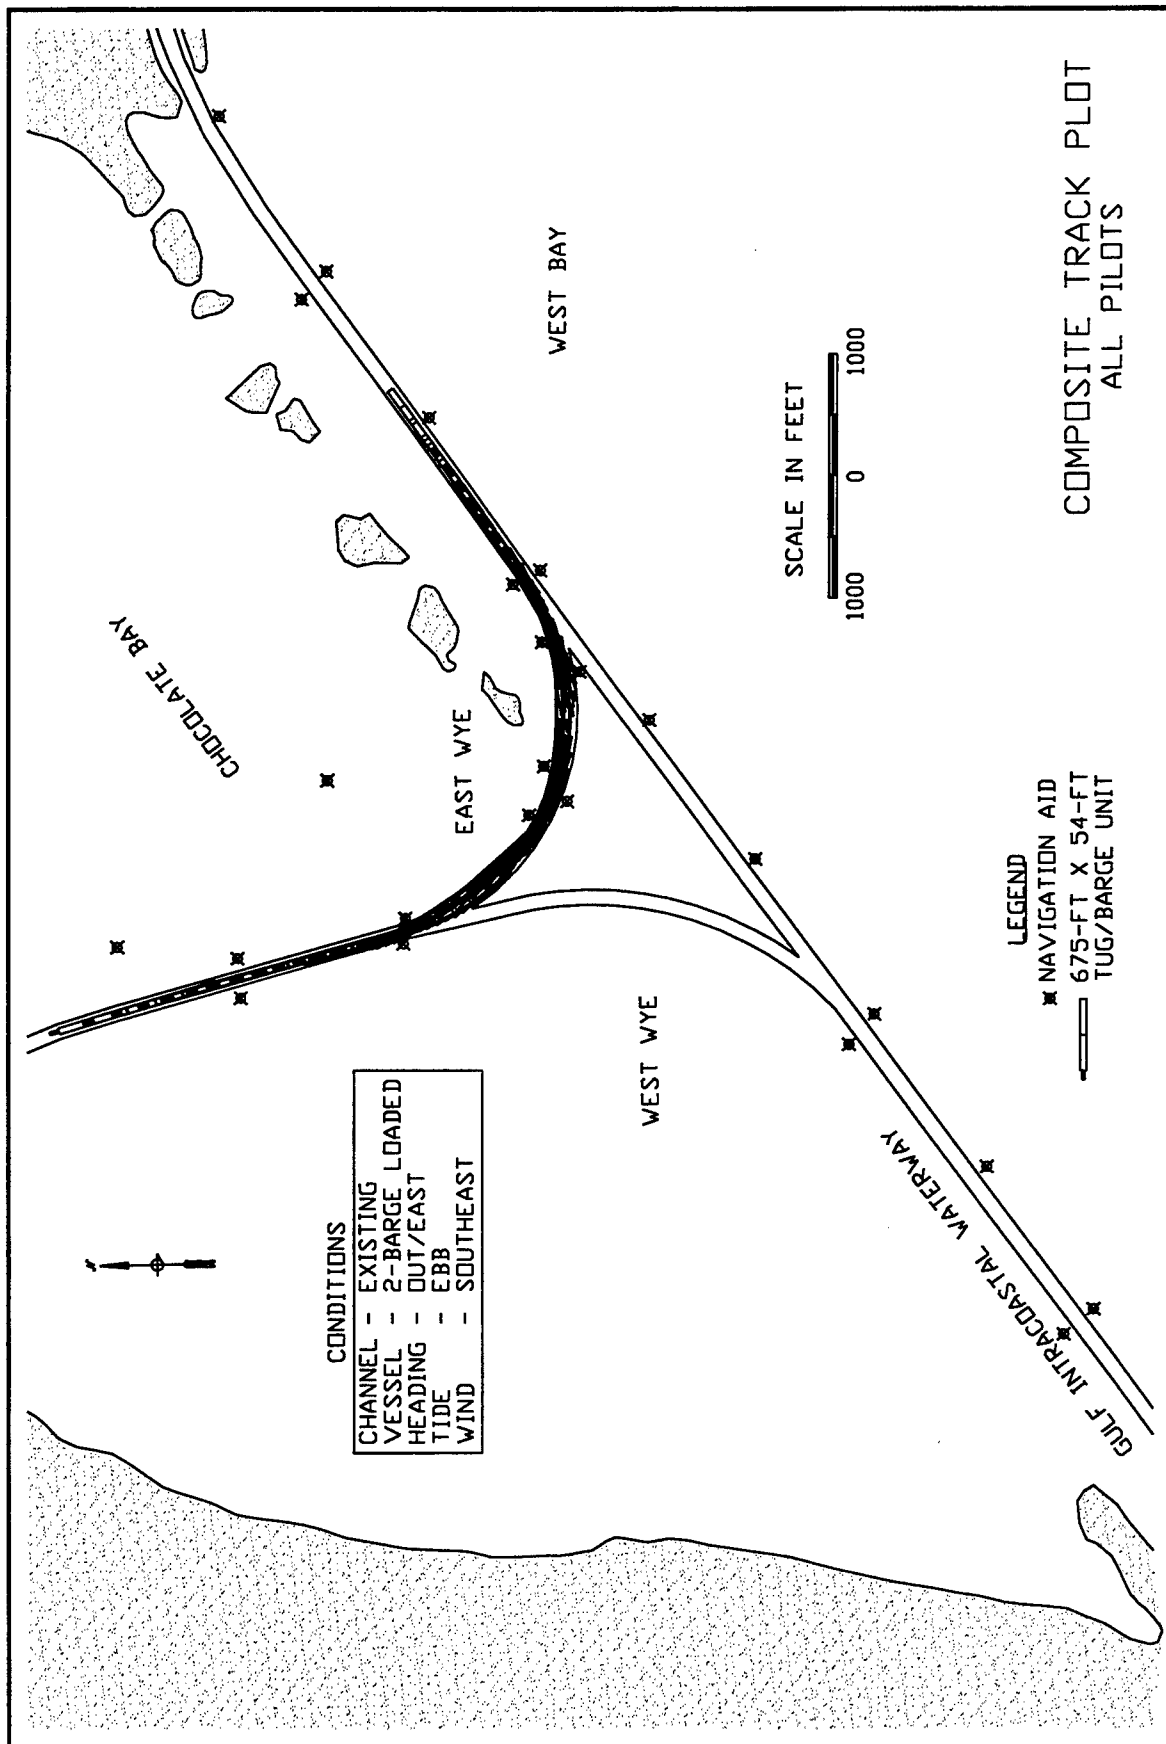 CHOCOLATE BAY
EAST WYE
WEST BAY
WEST WYE
GULF INTRACOASTAL WATERWAY
N
CONDITIONS
CHANNEL - EXISTING
VESSEL - 2-BARGE LOADED
HEADING - OUT/EAST
TIDE - EBB
WIND - SOUTHEAST
SCALE IN FEET
1000 0 1000
LEGEND
NAVIGATION AID
675-FT X 54-FT
TUG/BARGE UNIT
COMPOSITE TRACK PLOT
ALL PILOTS